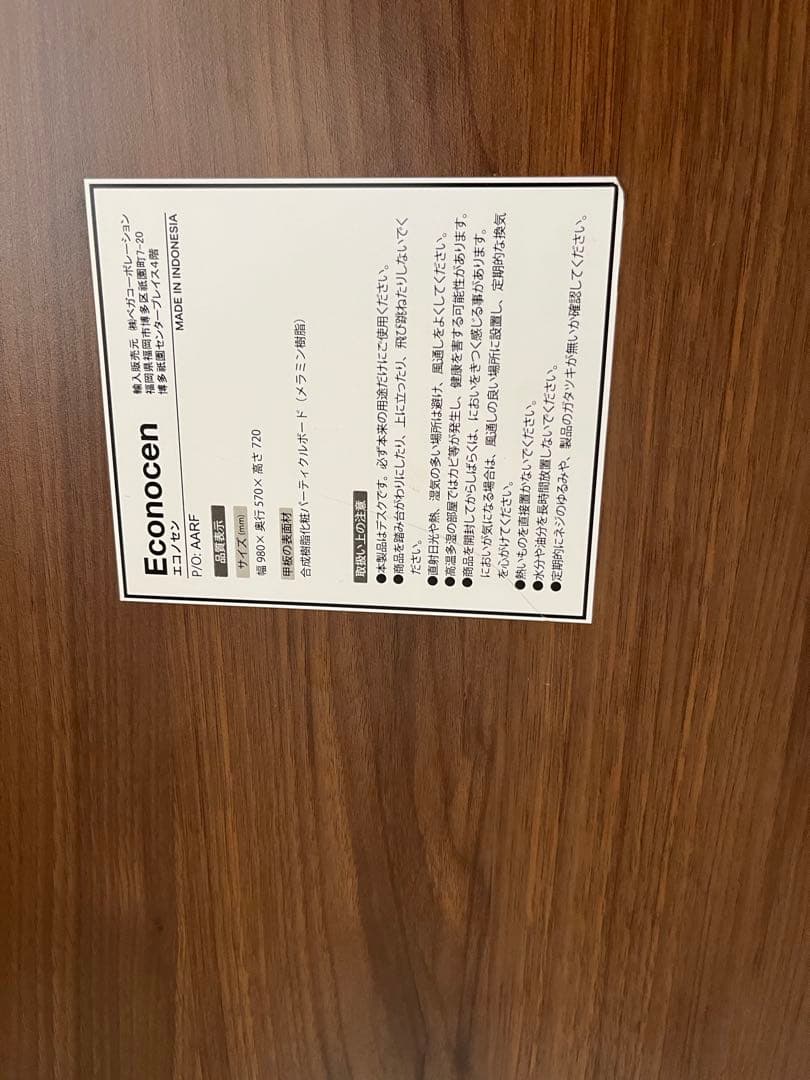 Econocen
エコノセン
P/O: AARF
輸入販売元 ㈱ベガコーポレーション
福岡県福岡市博多区祇園町7-20
博多祇園センタープレイス4階
MADE IN INDONESIA
品質表示
サイズ(mm)
幅 980× 奥行 570× 高さ 720
甲板の表面材
合成樹脂化粧パーティクルボード（メラミン樹脂）
取扱い上の注意
●本製品はデスクです。必ず本来の用途だけにご使用ください。
●商品を踏み台がわりにしたり、上に立ったり、飛び跳ねたりしないでく
ださい。
●直射日光や熱、湿気の多い場所は避け、風通しをよくしてください。
●高温多湿の部屋ではカビ等が発生し、健康を害する可能性があります。
●商品を開封してからしばらくは、においをきつく感じる事があります。
においが気になる場合は、風通しの良い場所に設置し、定期的な換気
を心がけてください。
●熱いものを直接置かないでください。
●水分や油分を長時間放置しないでください。
●定期的にネジのゆるみや、製品のガタツキが無いか確認してください。